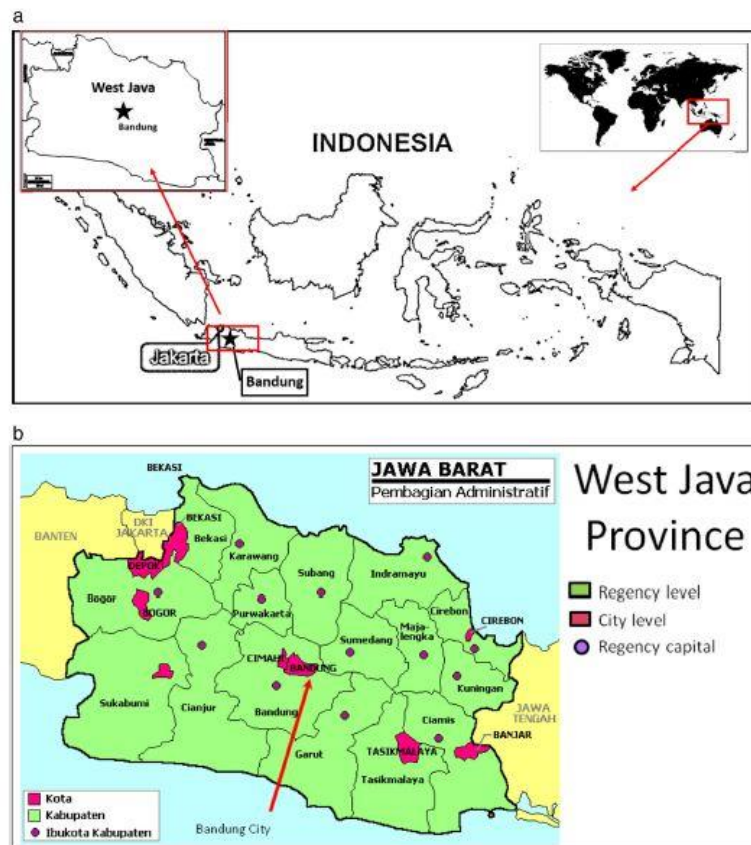 a
West Java
Bandung
INDONESIA
Jakarta
Bandung
b
BEKASI
JAWA BARAT
Pembagian Administratif
West Java
Province
BANTEN
DKI
JAKARTA
BEKASI
Bekasi
DEPOK
Karawang
Subang
Indramayu
Bogor
BOGOR
Purwakarta
Cirebon
CIREBON
Maja-
lengka
Sumedang
CIMAHI
BANDUNG
Kuningan
Sukabumi
Cianjur
Bandung
Garut
Ciamis
JAWA
TENGAH
BANJAR
TASIKMALAYA
Tasikmalaya
Regency level
City level
Regency capital
Kota
Kabupaten
Ibukota Kabupaten
Bandung City